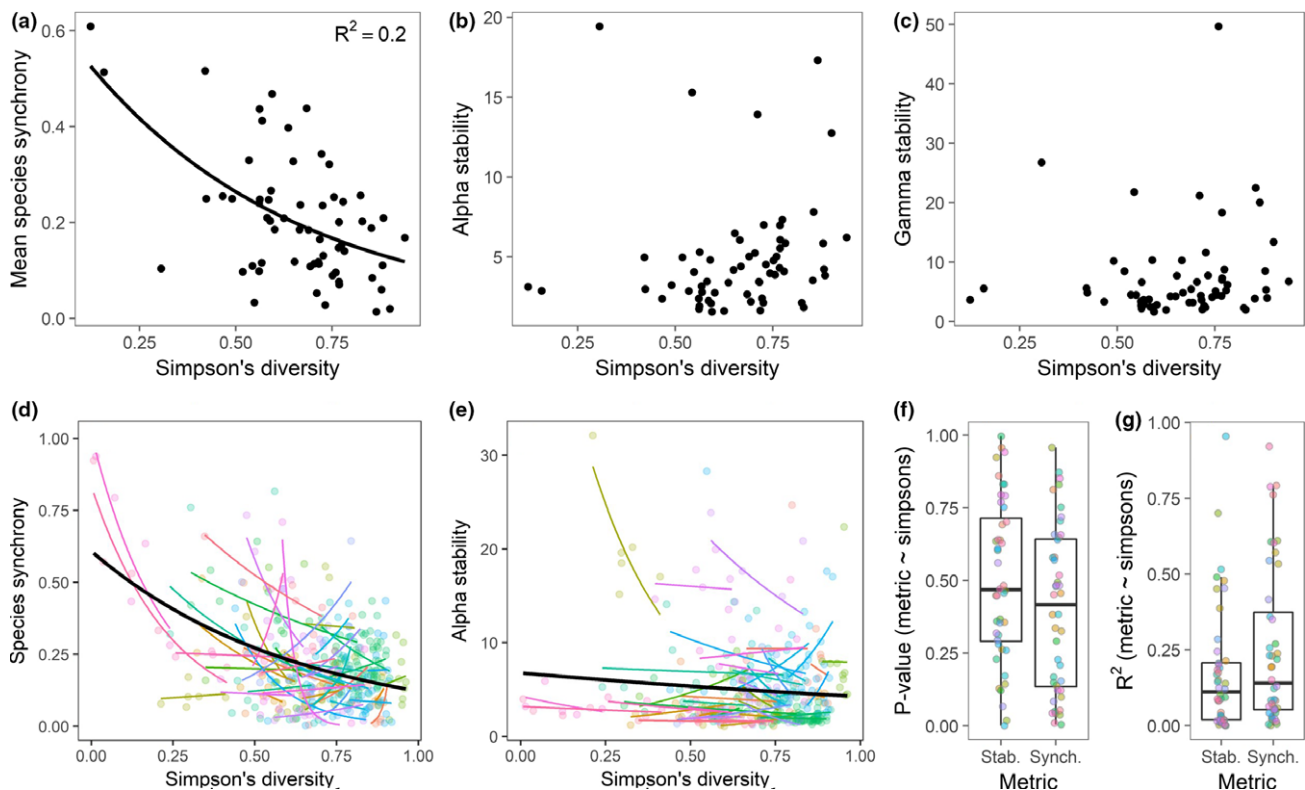 (a)
R² = 0.2
Mean species synchrony
0.6
0.4
0.2
0.0
0.25 0.50 0.75
Simpson's diversity
(b)
Alpha stability
20
15
10
5
0.25 0.50 0.75
Simpson's diversity
(c)
Gamma stability
50
40
30
20
10
0
0.25 0.50 0.75
Simpson's diversity
(d)
Species synchrony
1.00
0.75
0.50
0.25
0.00
0.00 0.25 0.50 0.75 1.00
Simpson's diversity
(e)
Alpha stability
30
20
10
0
0.00 0.25 0.50 0.75 1.00
Simpson's diversity
(f)
P-value (metric ~ simpsons)
1.00
0.75
0.50
0.25
0.00
Stab. Synch.
Metric
(g)
R² (metric ~ simpsons)
1.00
0.75
0.50
0.25
0.00
Stab. Synch.
Metric